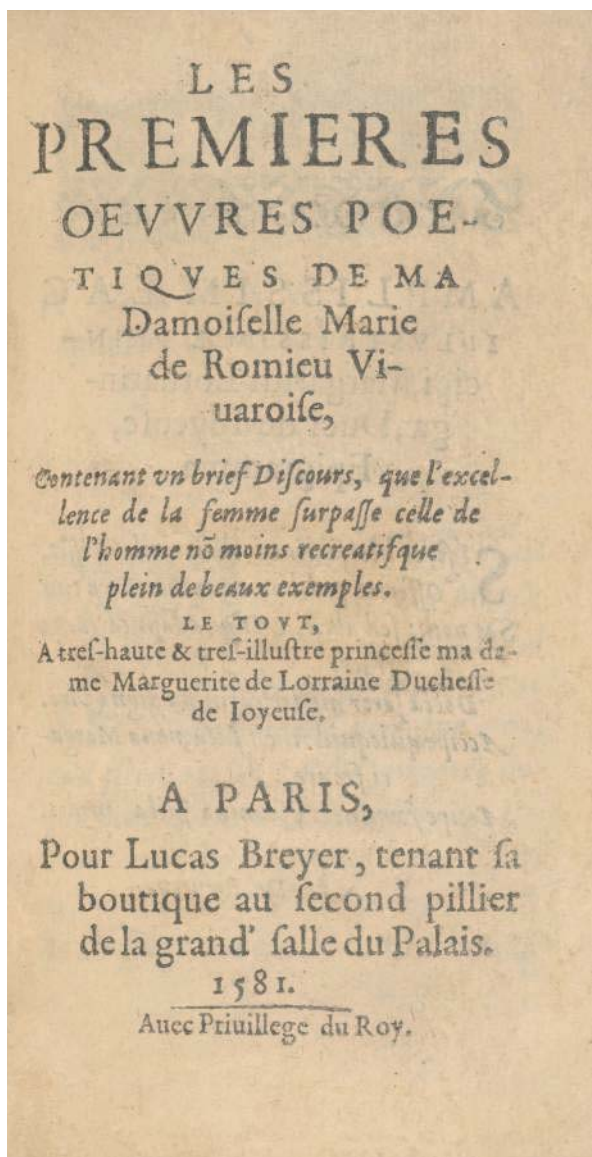 LES
PREMIERES
OEVVRES POE-
TIQVES DE MA
Damoiſelle Marie
de Romieu Vi-
uaroiſe,
Contenant vn brief Diſcours, que l'excel-
lence de la femme ſurpaſſe celle de
l'homme nō moins recreatifque
plein de beaux exemples.
LE TOVT,
A treſ-haute & treſ-illuſtre princeſſe ma da-
me Marguerite de Lorraine Ducheſſe
de Ioyeuſe.
A PARIS,
Pour Lucas Breyer, tenant ſa
boutique au ſecond pillier
de la grand' ſalle du Palais.
1581.
Auec Priuillege du Roy.